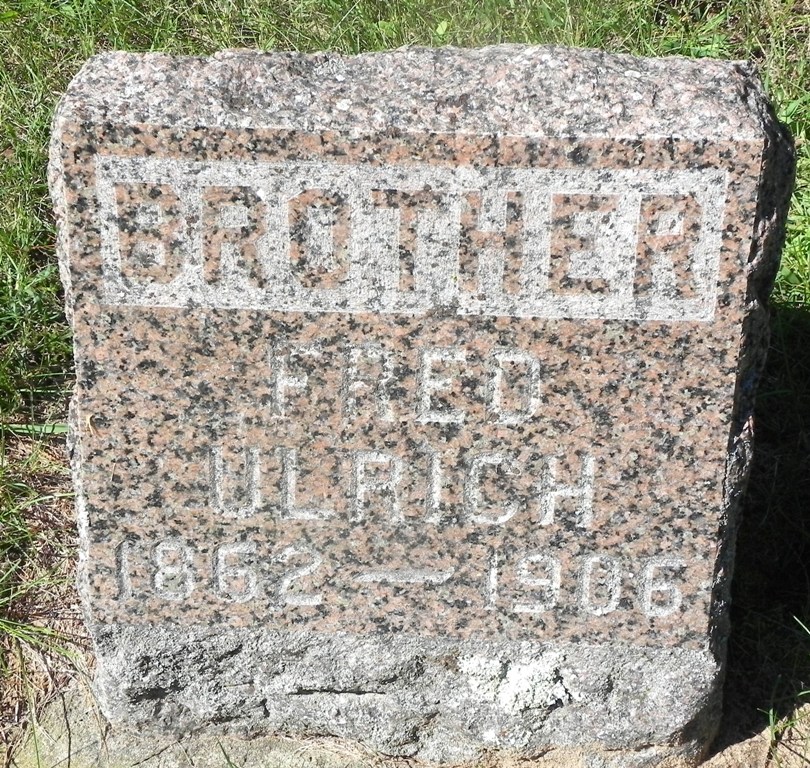 BROTHER
FRED
ULRICH
1862 — 1906